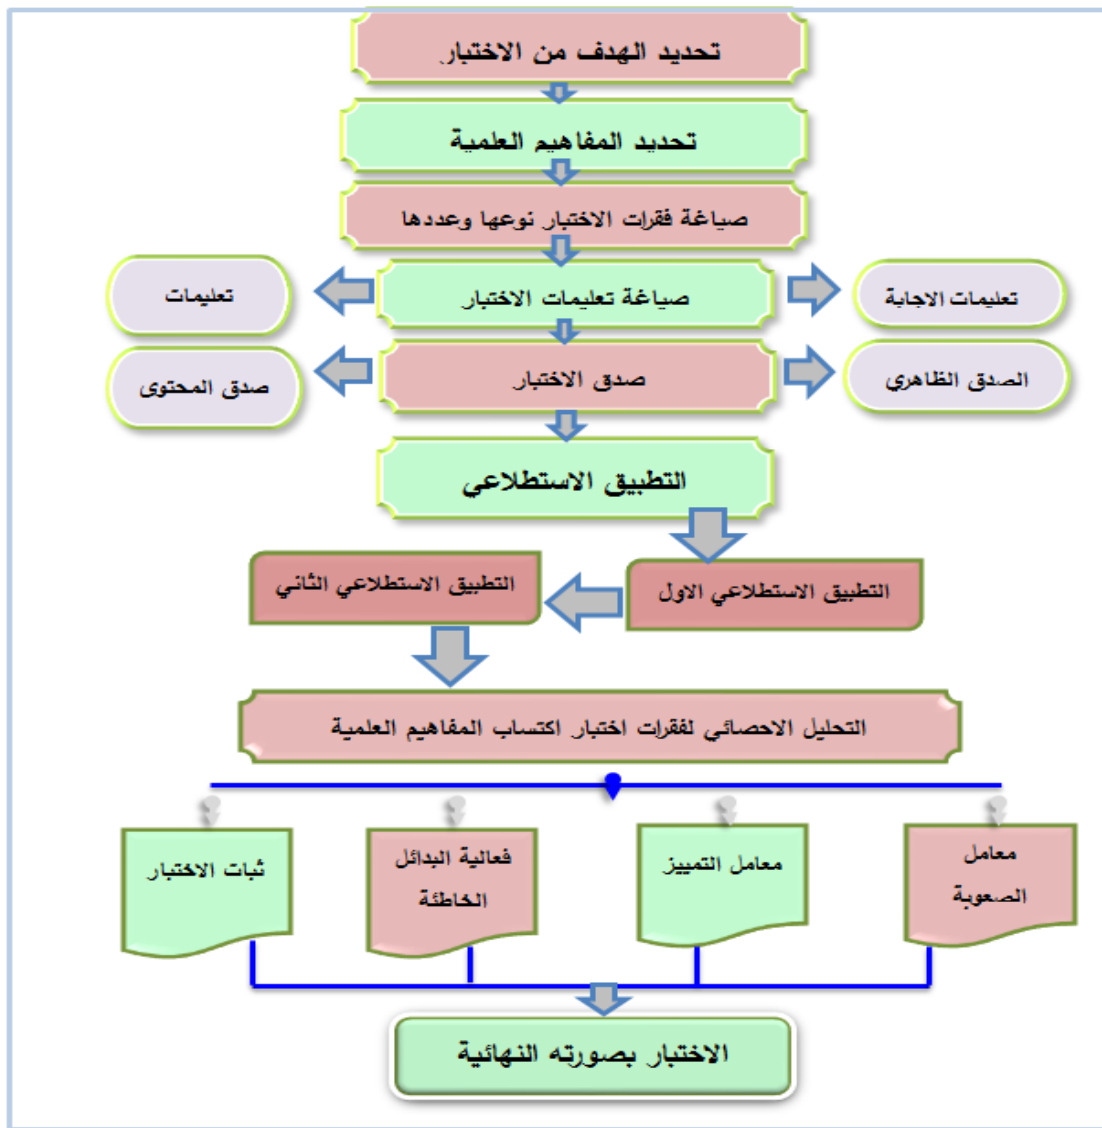 تحديد الهدف من الاختبار
تحديد المفاهيم العلمية
صياغة فقرات الاختبار نوعها وعددها
صياغة تعليمات الاختبار
تعليمات الاجابة
تعليمات
صدق الاختبار
الصدق الظاهري
صدق المحتوى
التطبيق الاستطلاعي
التطبيق الاستطلاعي الاول
التطبيق الاستطلاعي الثاني
التحليل الاحصائي لفقرات اختبار اكتساب المفاهيم العلمية
معامل
الصعوبة
معامل التمييز
فعالية البدائل
الخاطئة
ثبات الاختبار
الاختبار بصورته النهائية